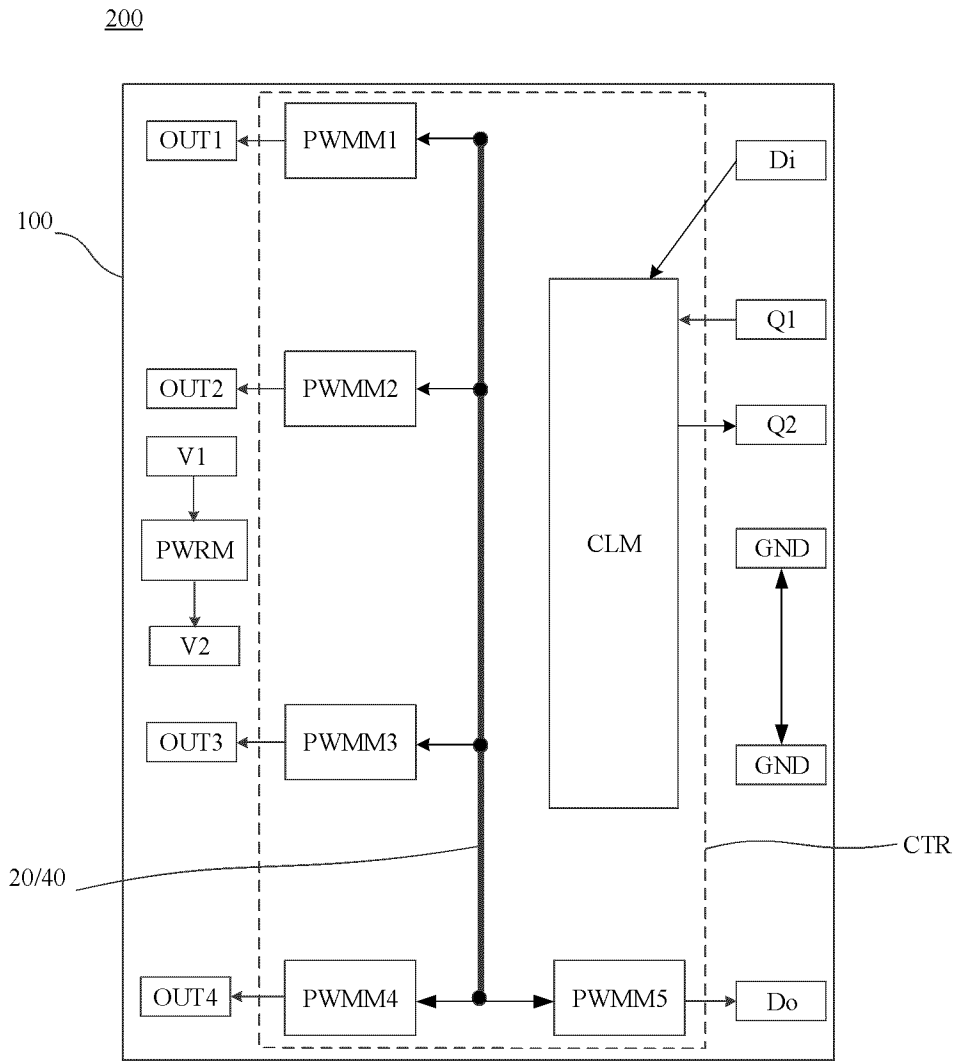 200
OUT1
PWMM1
Di
100
Q1
OUT2
PWMM2
Q2
V1
PWRM
CLM
GND
V2
OUT3
PWMM3
GND
CTR
20/40
OUT4
PWMM4
PWMM5
Do